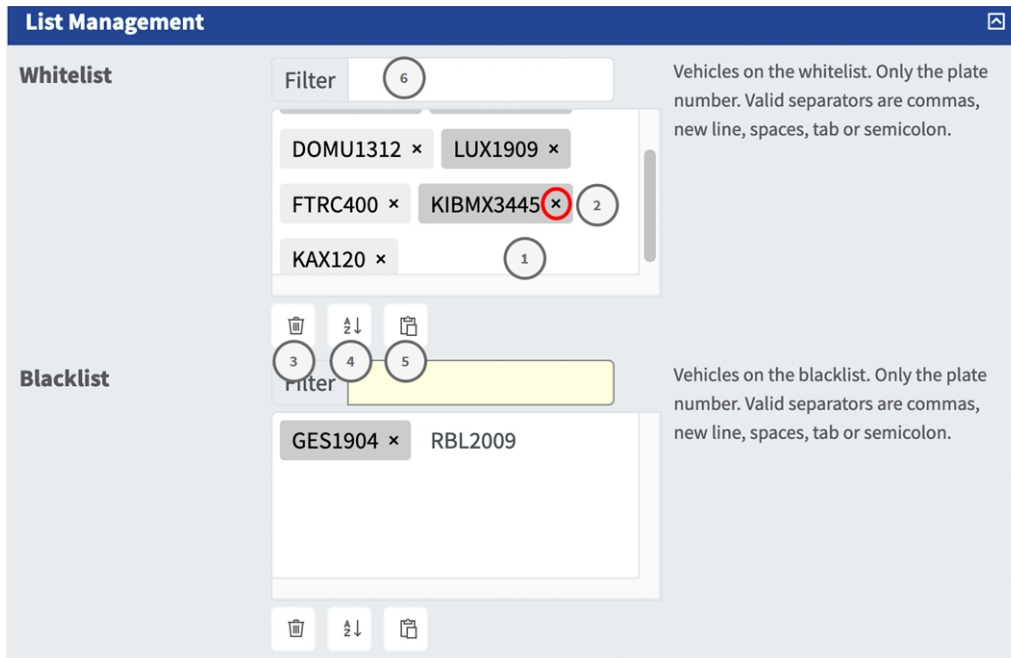 List Management
Whitelist
Filter
6
Vehicles on the whitelist. Only the plate
number. Valid separators are commas,
new line, spaces, tab or semicolon.
DOMU1312 × LUX1909 ×
FTRC400 × KIBMX3445 × 2
KAX120 × 1
3 4 5
Blacklist
Filter
Vehicles on the blacklist. Only the plate
number. Valid separators are commas,
new line, spaces, tab or semicolon.
GES1904 × RBL2009